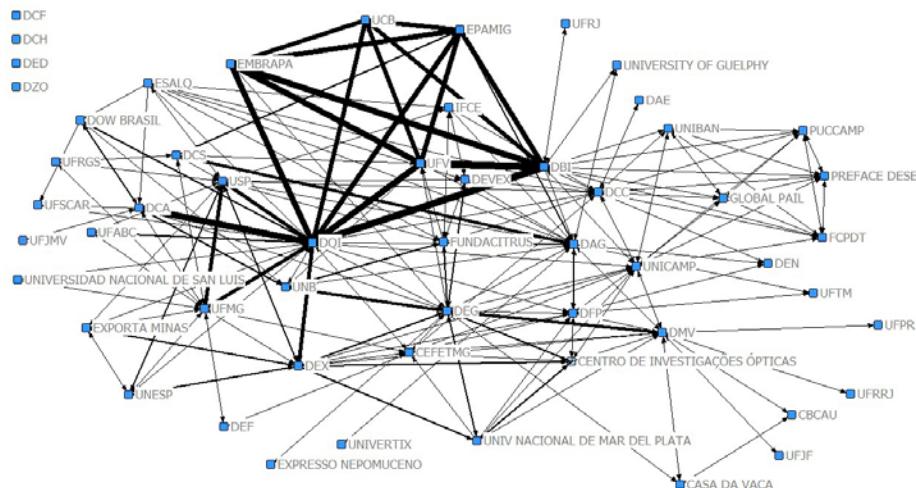 DCF
DCH
DED
DZO
UCB
EPAMIG
UFRJ
EMBRAPA
UNIVERSITY OF GUELPHY
ESALQ
IFCE
DAE
DOW BRASIL
UNIBAN
PUCCAMP
DCS
UFRGS
UFV
DBI
DEVEX
PREFACE DESE
USP
DCC
GLOBAL PAIL
UFSCAR
DCA
UFJMV
UFABC
DQI
FUNDACITRUS
DAG
FCPDT
UNICAMP
DEN
UNIVERSIDAD NACIONAL DE SAN LUIS
UNB
UFTM
UFMG
DEG
DFP
EXPORTA MINAS
DMV
UFPR
CEFETMG
CENTRO DE INVESTIGAÇÕES ÓPTICAS
DEX
UNESP
UFRRJ
CBCAU
DEF
UNIVERTIX
UNIV NACIONAL DE MAR DEL PLATA
UFJF
EXPRESSO NEPOMUCENO
CASA DA VACA